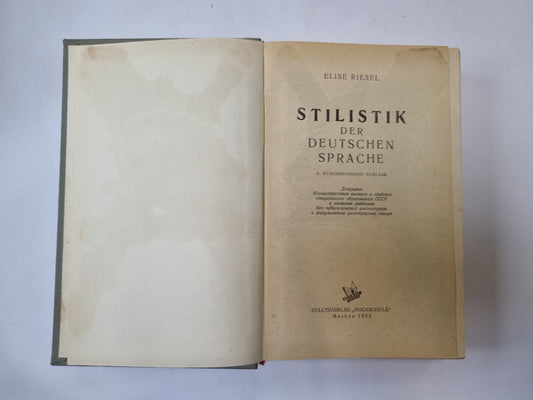 ELISE RIESEL
STILISTIK
DER
DEUTSCHEN
SPRACHE
2. DURCHGESEHENE AUFLAGE
Допущено
Министерством высшего и среднего
специального образования СССР
в качестве учебника
для педагогических институтов
и факультетов иностранных языков
STAATSVERLAG „HOCHSCHULE"
Moskau 1963